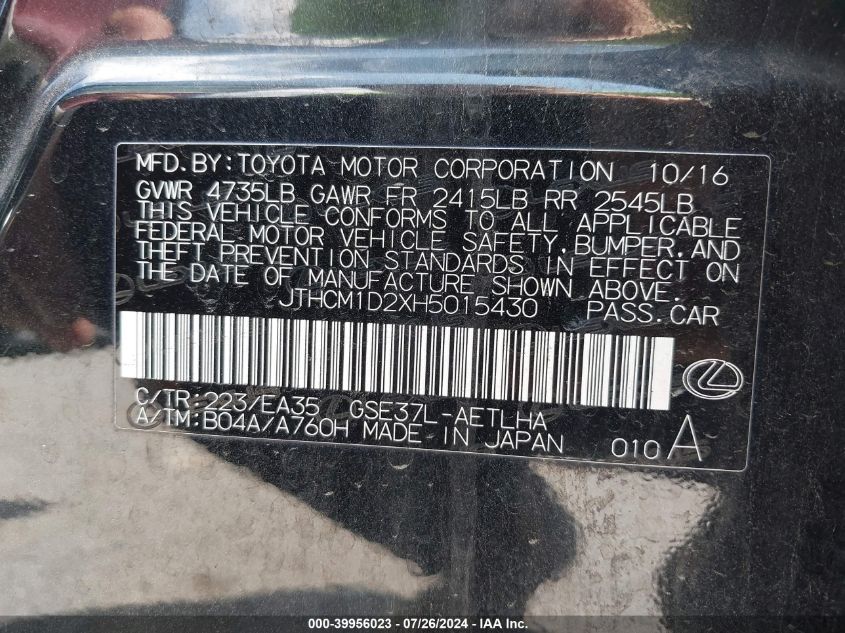 MFD.BY:TOYOTA MOTOR CORPORATION 10/16
GVWR 4735LB GAWR FR 2415LB RR 2545LB
THIS VEHICLE CONFORMS TO ALL APPLICABLE
FEDERAL MOTOR VEHICLE SAFETY,BUMPER,AND
THEFT PREVENTION STANDARDS IN EFFECT ON
THE DATE OF MANUFACTURE SHOWN ABOVE.
JTHCM1D2XH5015430 PASS.CAR
C/TR:223/EA35 GSE37L-AETLHA
A/TM:B04A/A760H MADE IN JAPAN 010 A
000-39956023 / 07/26/2024 - IAA Inc.